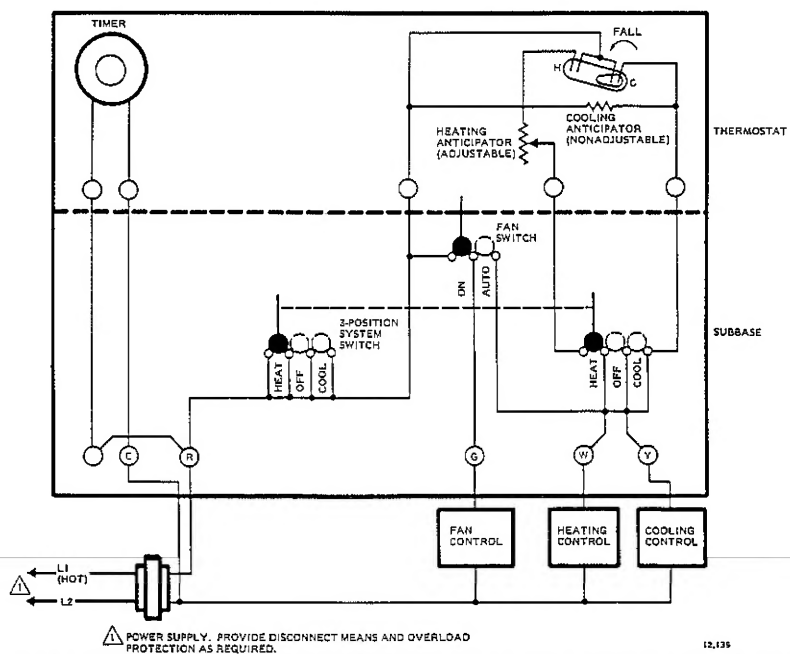 TIMER
FALL
H
C
HEATING
ANTICIPATOR
(ADJUSTABLE)
COOLING
ANTICIPATOR
(NONADJUSTABLE)
THERMOSTAT
FAN
SWITCH
ON
AUTO
3-POSITION
SYSTEM
SWITCH
HEAT
OFF
COOL
HEAT
OFF
COOL
SUBBASE
C
R
G
W
Y
FAN
CONTROL
HEATING
CONTROL
COOLING
CONTROL
L1
(HOT)
1
L2
1 POWER SUPPLY. PROVIDE DISCONNECT MEANS AND OVERLOAD
PROTECTION AS REQUIRED.
12,135